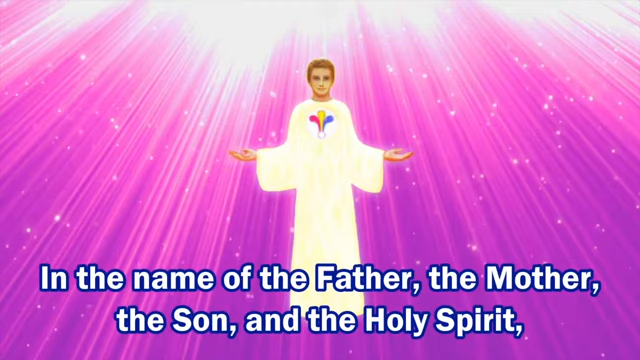 In the name of the Father, the Mother,
the Son, and the Holy Spirit,